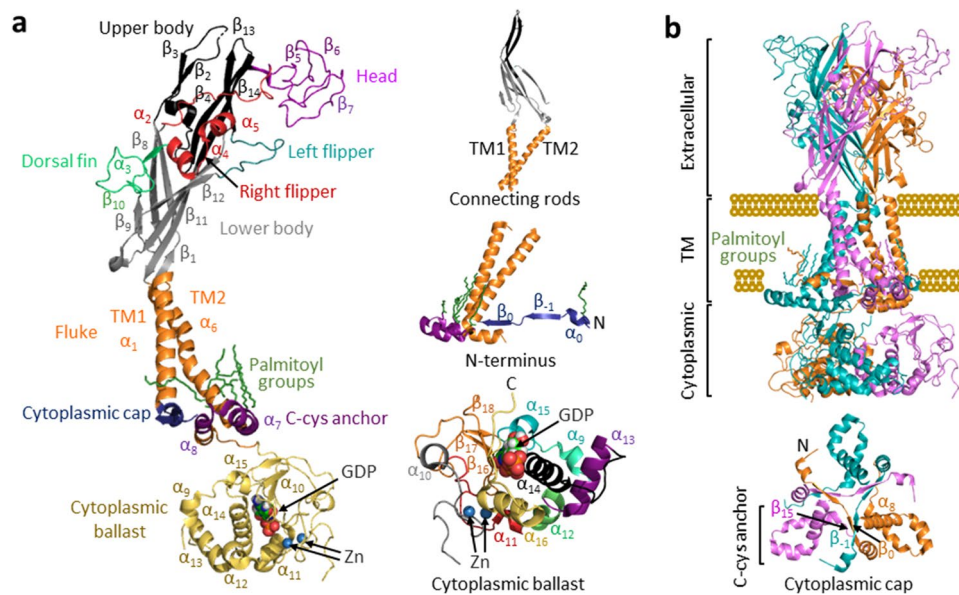 a
Upper body
β13
β3
β2
β5
β6
Head
β4
β14
β7
α2
α5
β8
α4
Left flipper
Dorsal fin
α3
Right flipper
β10
β12
β9
β11
Lower body
β1
TM1
TM2
Fluke
α1
α6
Palmitoyl
groups
Cytoplasmic cap
α7
C-cys anchor
α8
α15
α10
GDP
α9
Cytoplasmic
ballast
α14
Zn
α13
α12
α11
TM1
TM2
Connecting rods
β0
β-1
α0
N
N-terminus
C
β18
α15
GDP
β17
α9
α13
α10
β16
α14
α12
Zn
α11
α16
Cytoplasmic ballast
b
Extracellular
TM
Palmitoyl
groups
Cytoplasmic
N
C-cys anchor
β15
α8
β-1
β0
Cytoplasmic cap